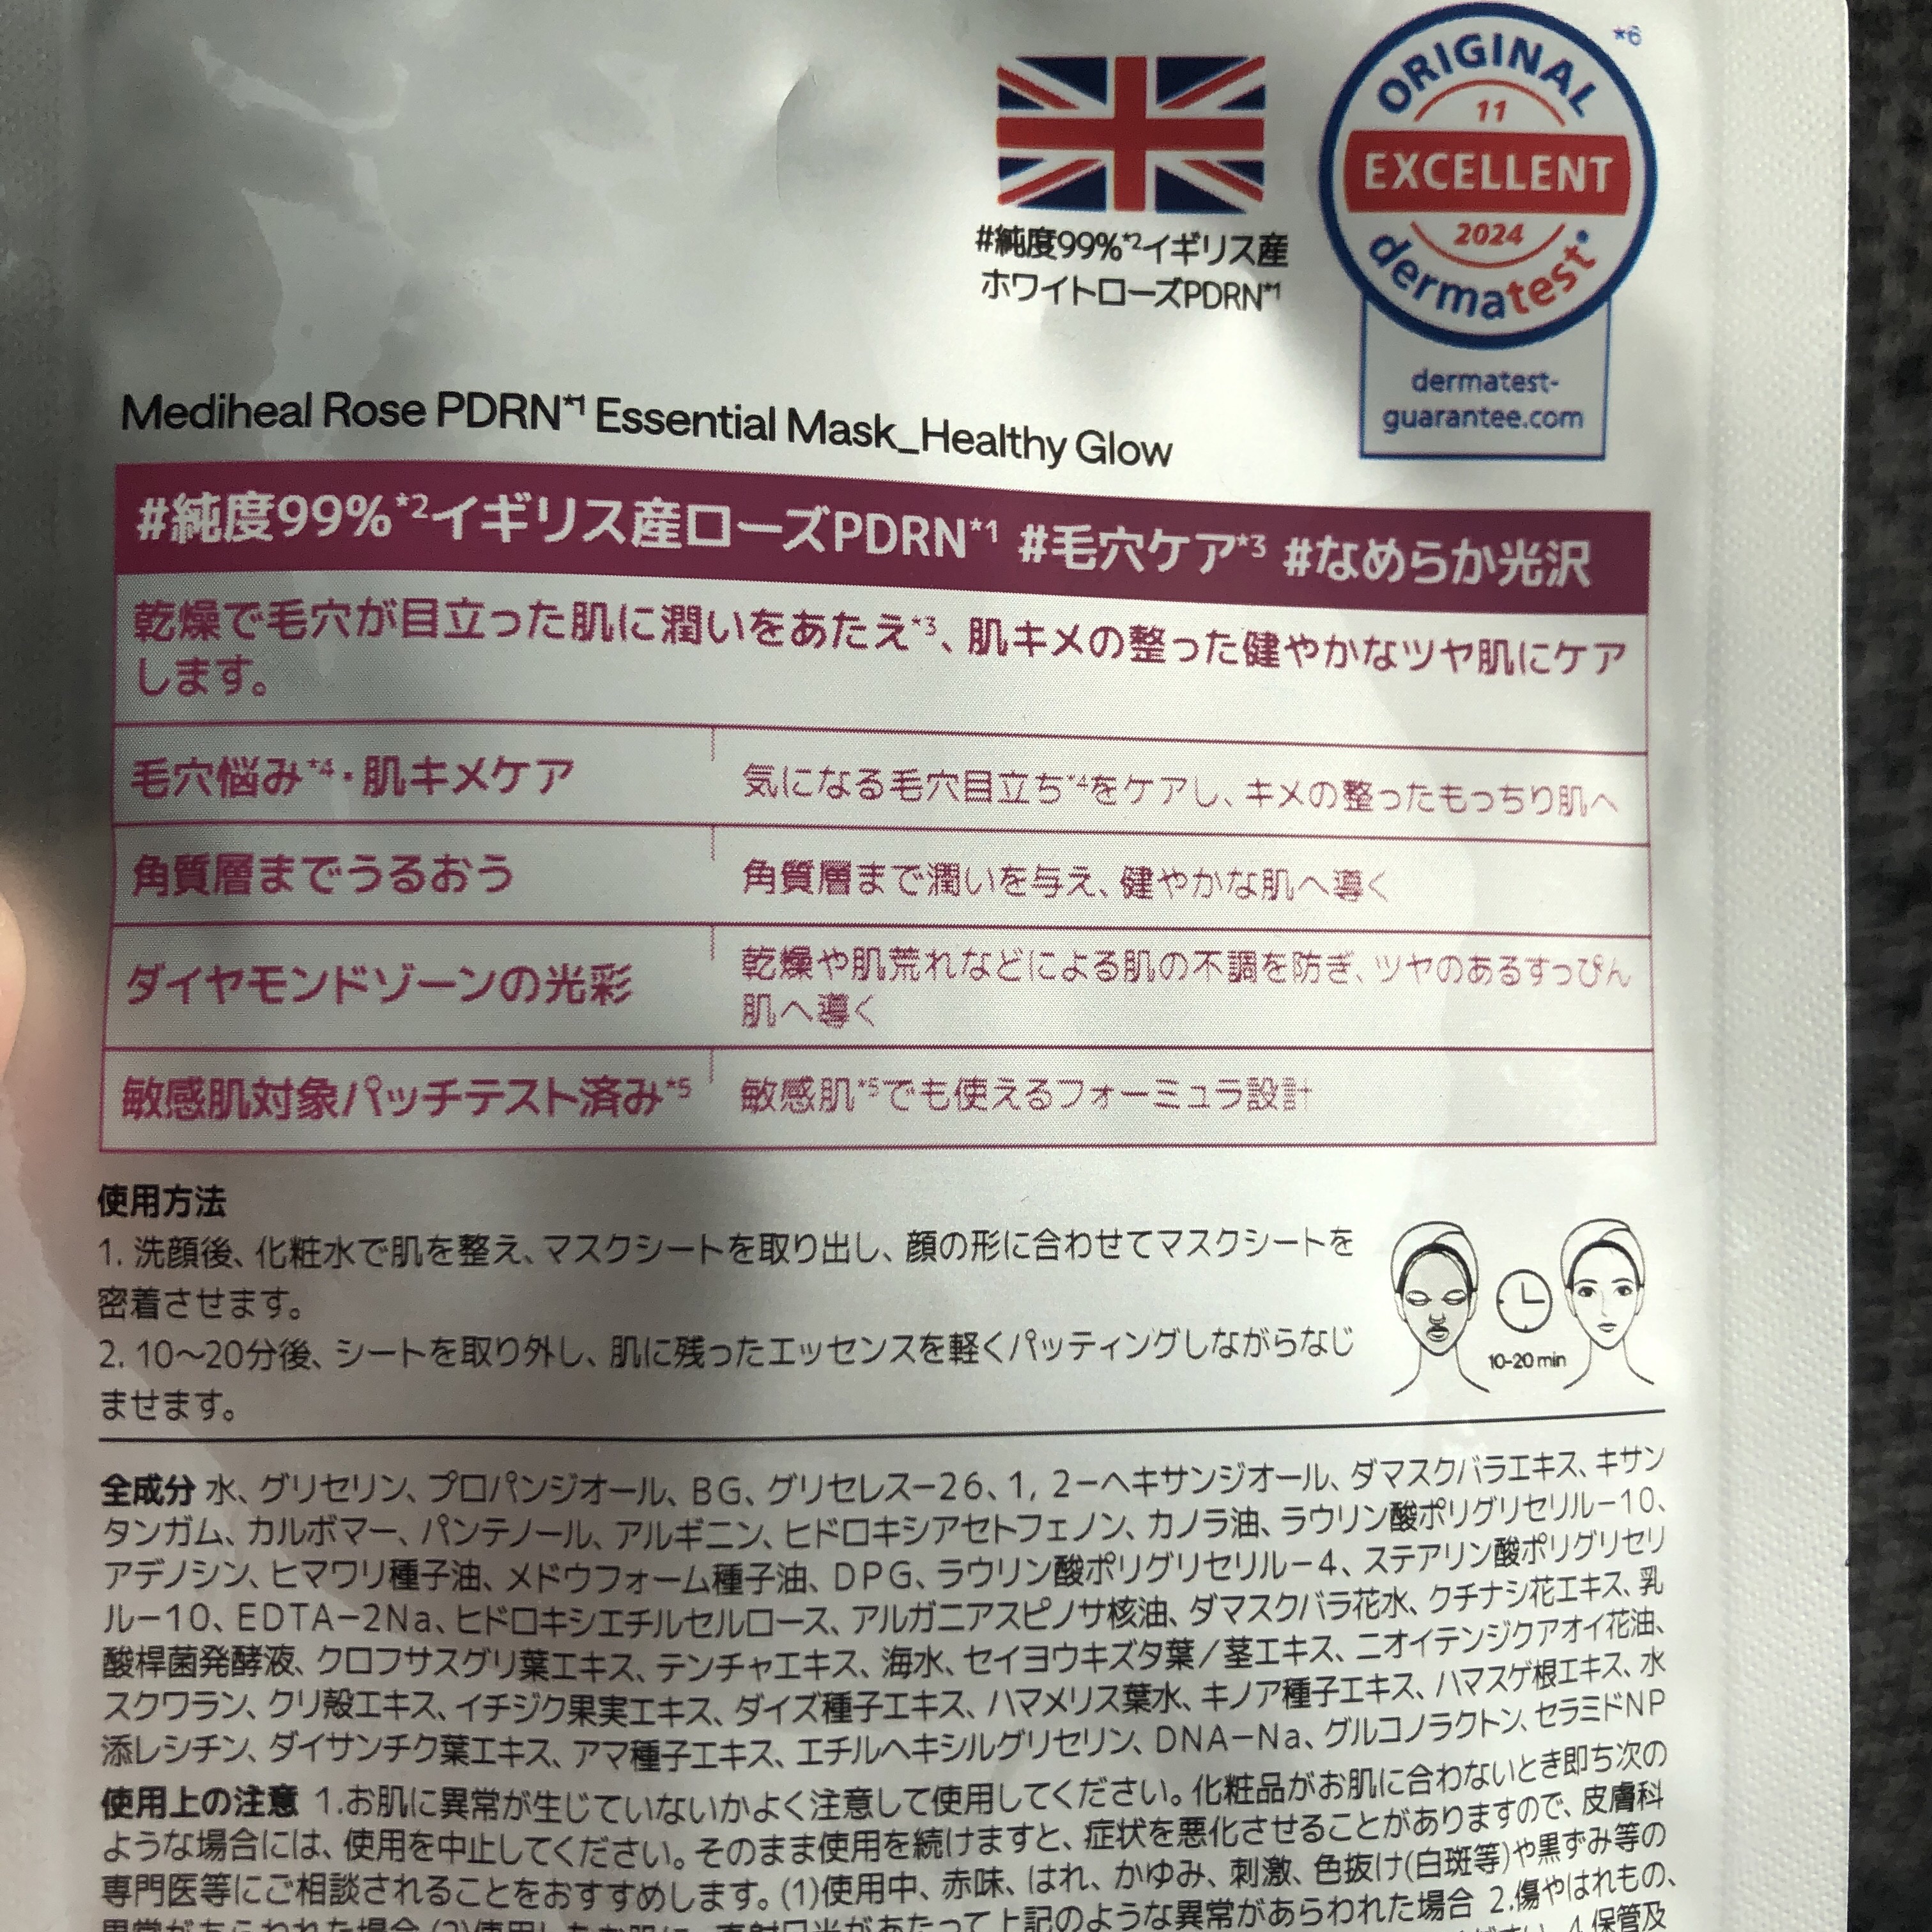 *6
ORIGINAL
11
EXCELLENT
2024
dermatest
dermatest-
guarantee.com
#純度99%*2イギリス産
ホワイトローズPDRN*1
Mediheal Rose PDRN*1 Essential Mask_Healthy Glow
#純度99%*2イギリス産ローズPDRN*1 #毛穴ケア*3 #なめらか光沢
乾燥で毛穴が目立った肌に潤いをあたえ*3、肌キメの整った健やかなツヤ肌にケア
します。
毛穴悩み*4・肌キメケア
気になる毛穴目立ち*4をケアし、キメの整ったもっちり肌へ
角質層までうるおう
角質層まで潤いを与え、健やかな肌へ導く
ダイヤモンドゾーンの光彩
乾燥や肌荒れなどによる肌の不調を防ぎ、ツヤのあるすっぴん
肌へ導く
敏感肌対象パッチテスト済み*5
敏感肌*5でも使えるフォーミュラ設計
使用方法
1. 洗顔後、化粧水で肌を整え、マスクシートを取り出し、顔の形に合わせてマスクシートを
密着させます。
2. 10〜20分後、シートを取り外し、肌に残ったエッセンスを軽くパッティングしながらなじ
ませます。
10-20 min
全成分 水、グリセリン、プロパンジオール、BG、グリセレス−26、1, 2−ヘキサンジオール、ダマスクバラエキス、キサン
タンガム、カルボマー、パンテノール、アルギニン、ヒドロキシアセトフェノン、カノラ油、ラウリン酸ポリグリセリル−10、
アデノシン、ヒマワリ種子油、メドウフォーム種子油、DPG、ラウリン酸ポリグリセリル−4、ステアリン酸ポリグリセリ
ル−10、EDTA−2Na、ヒドロキシエチルセルロース、アルガニアスピノサ核油、ダマスクバラ花水、クチナシ花エキス、乳
酸桿菌発酵液、クロフサスグリ葉エキス、テンチャエキス、海水、セイヨウキズタ葉/茎エキス、ニオイテンジクアオイ花油、
スクワラン、クリ殻エキス、イチジク果実エキス、ダイズ種子エキス、ハマメリス葉水、キノア種子エキス、ハマスゲ根エキス、水
添レシチン、ダイサンチク葉エキス、アマ種子エキス、エチルヘキシルグリセリン、DNA−Na、グルコノラクトン、セラミドNP
使用上の注意 1.お肌に異常が生じていないかよく注意して使用してください。化粧品がお肌に合わないとき即ち次の
ような場合には、使用を中止してください。そのまま使用を続けますと、症状を悪化させることがありますので、皮膚科
専門医等にご相談されることをおすすめします。(1)使用中、赤味、はれ、かゆみ、刺激、色抜け(白斑等)や黒ずみ等の
異常があらわれた場合 (2)使用したお肌に、直射日光があたって上記のような異常があらわれた場合 2.傷やはれもの、
4.保管及